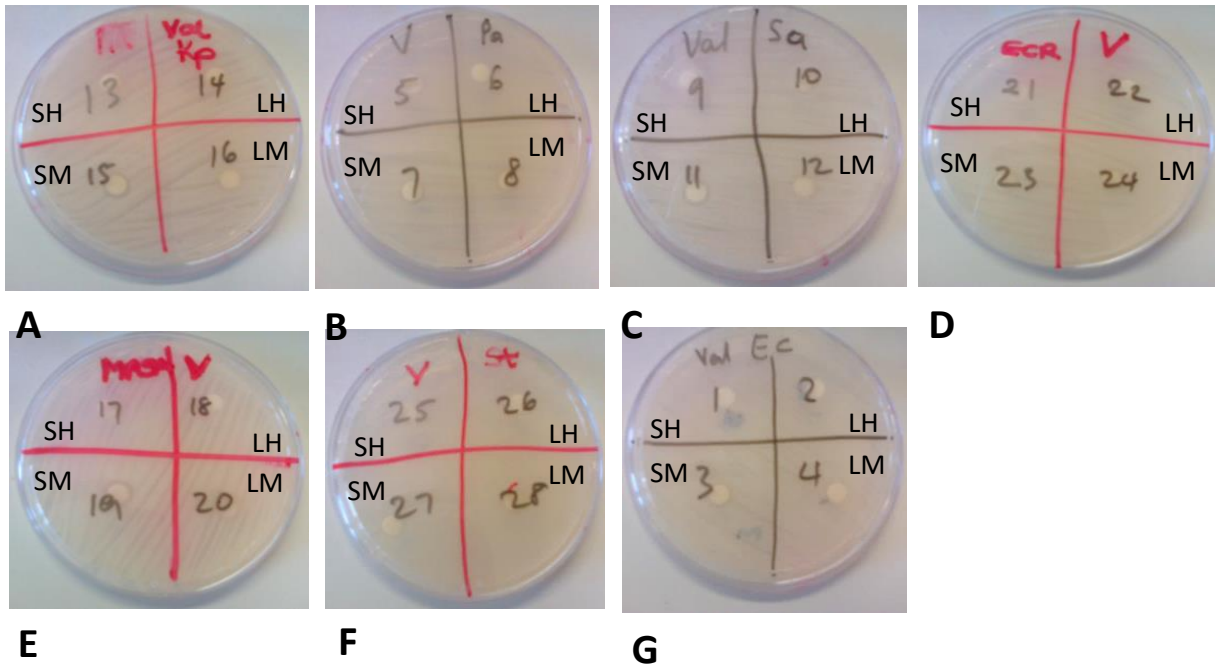 Val
Kp
13
14
SH
LH
15
16
SM
LM
A
V
Pa
5
6
SH
LH
7
8
SM
LM
B
Val
Sa
9
10
SH
LH
11
12
SM
LM
C
ECR
V
21
22
SH
LH
23
24
SM
LM
D
MRSA
V
17
18
SH
LH
19
20
SM
LM
E
V
St
25
26
SH
LH
27
28
SM
LM
F
Val
EC
1
2
SH
LH
3
4
SM
LM
G